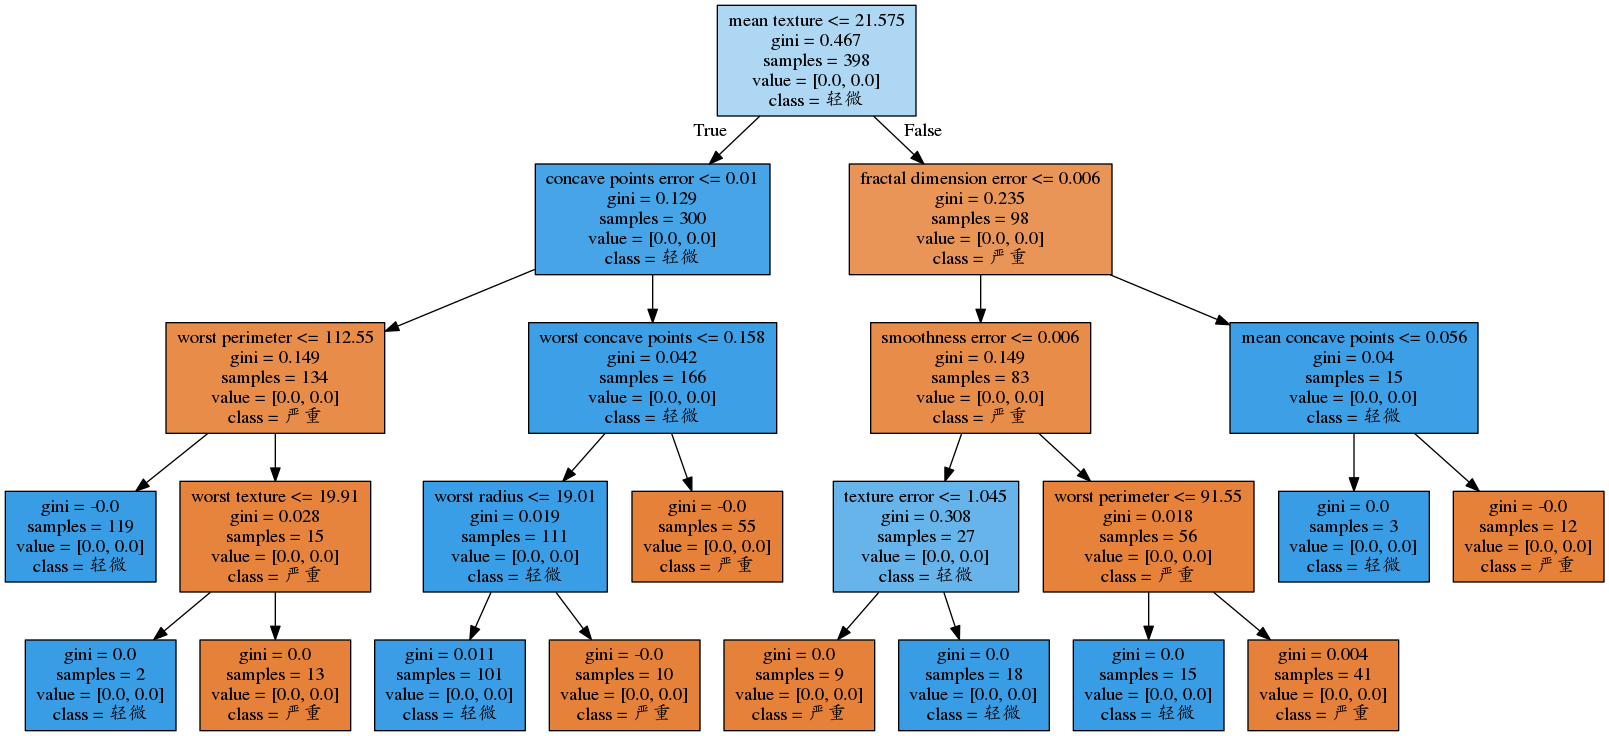 mean texture <= 21.575
gini = 0.467
samples = 398
value = [0.0, 0.0]
class = 轻微
True
False
concave points error <= 0.01
gini = 0.129
samples = 300
value = [0.0, 0.0]
class = 轻微
fractal dimension error <= 0.006
gini = 0.235
samples = 98
value = [0.0, 0.0]
class = 严重
worst perimeter <= 112.55
gini = 0.149
samples = 134
value = [0.0, 0.0]
class = 严重
worst concave points <= 0.158
gini = 0.042
samples = 166
value = [0.0, 0.0]
class = 轻微
smoothness error <= 0.006
gini = 0.149
samples = 83
value = [0.0, 0.0]
class = 严重
mean concave points <= 0.056
gini = 0.04
samples = 15
value = [0.0, 0.0]
class = 轻微
gini = -0.0
samples = 119
value = [0.0, 0.0]
class = 轻微
worst texture <= 19.91
gini = 0.028
samples = 15
value = [0.0, 0.0]
class = 严重
worst radius <= 19.01
gini = 0.019
samples = 111
value = [0.0, 0.0]
class = 轻微
gini = -0.0
samples = 55
value = [0.0, 0.0]
class = 严重
texture error <= 1.045
gini = 0.308
samples = 27
value = [0.0, 0.0]
class = 轻微
worst perimeter <= 91.55
gini = 0.018
samples = 56
value = [0.0, 0.0]
class = 严重
gini = 0.0
samples = 3
value = [0.0, 0.0]
class = 轻微
gini = -0.0
samples = 12
value = [0.0, 0.0]
class = 严重
gini = 0.0
samples = 2
value = [0.0, 0.0]
class = 轻微
gini = 0.0
samples = 13
value = [0.0, 0.0]
class = 严重
gini = 0.011
samples = 101
value = [0.0, 0.0]
class = 轻微
gini = -0.0
samples = 10
value = [0.0, 0.0]
class = 严重
gini = 0.0
samples = 9
value = [0.0, 0.0]
class = 严重
gini = 0.0
samples = 18
value = [0.0, 0.0]
class = 轻微
gini = 0.0
samples = 15
value = [0.0, 0.0]
class = 轻微
gini = 0.004
samples = 41
value = [0.0, 0.0]
class = 严重